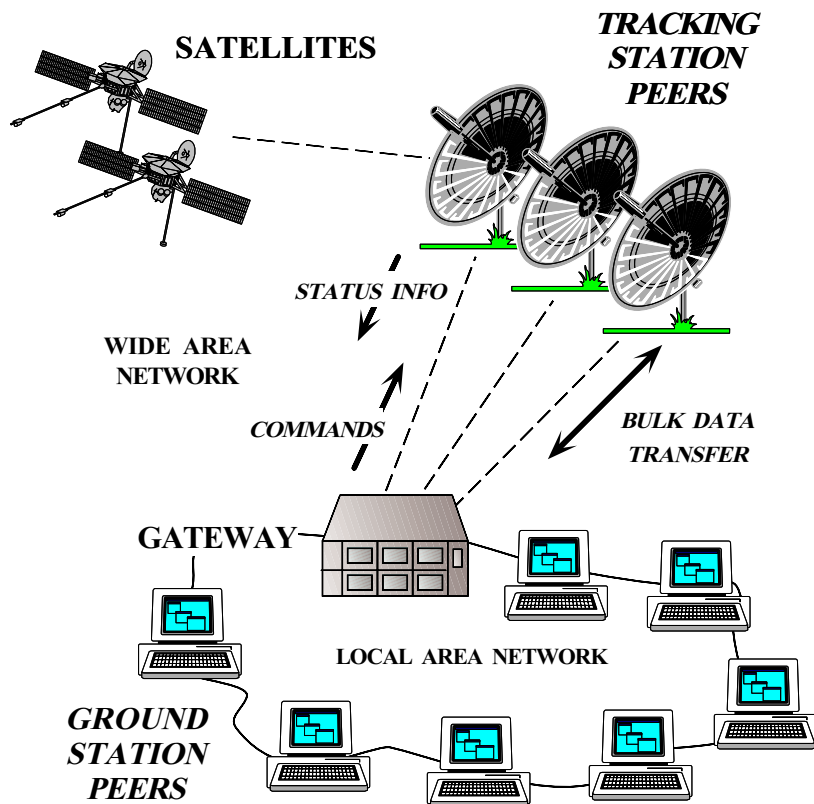 SATELLITES
TRACKING
STATION
PEERS
STATUS INFO
WIDE AREA
NETWORK
COMMANDS
BULK DATA
TRANSFER
GATEWAY
LOCAL AREA NETWORK
GROUND
STATION
PEERS